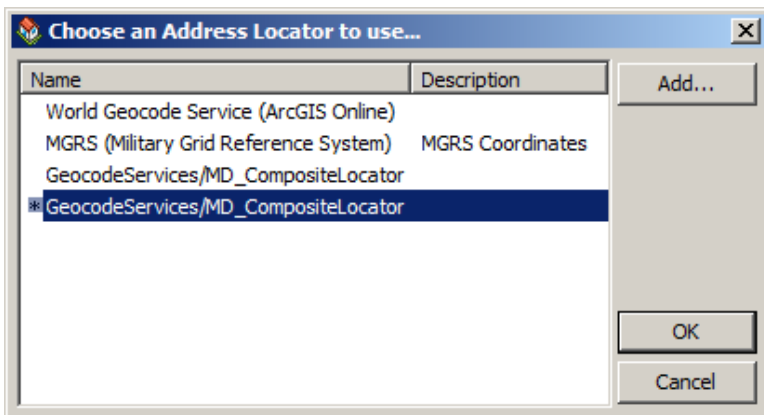 Choose an Address Locator to use...
Name Description
World Geocode Service (ArcGIS Online)
MGRS (Military Grid Reference System) MGRS Coordinates
GeocodeServices/MD_CompositeLocator
* GeocodeServices/MD_CompositeLocator
Add...
OK
Cancel